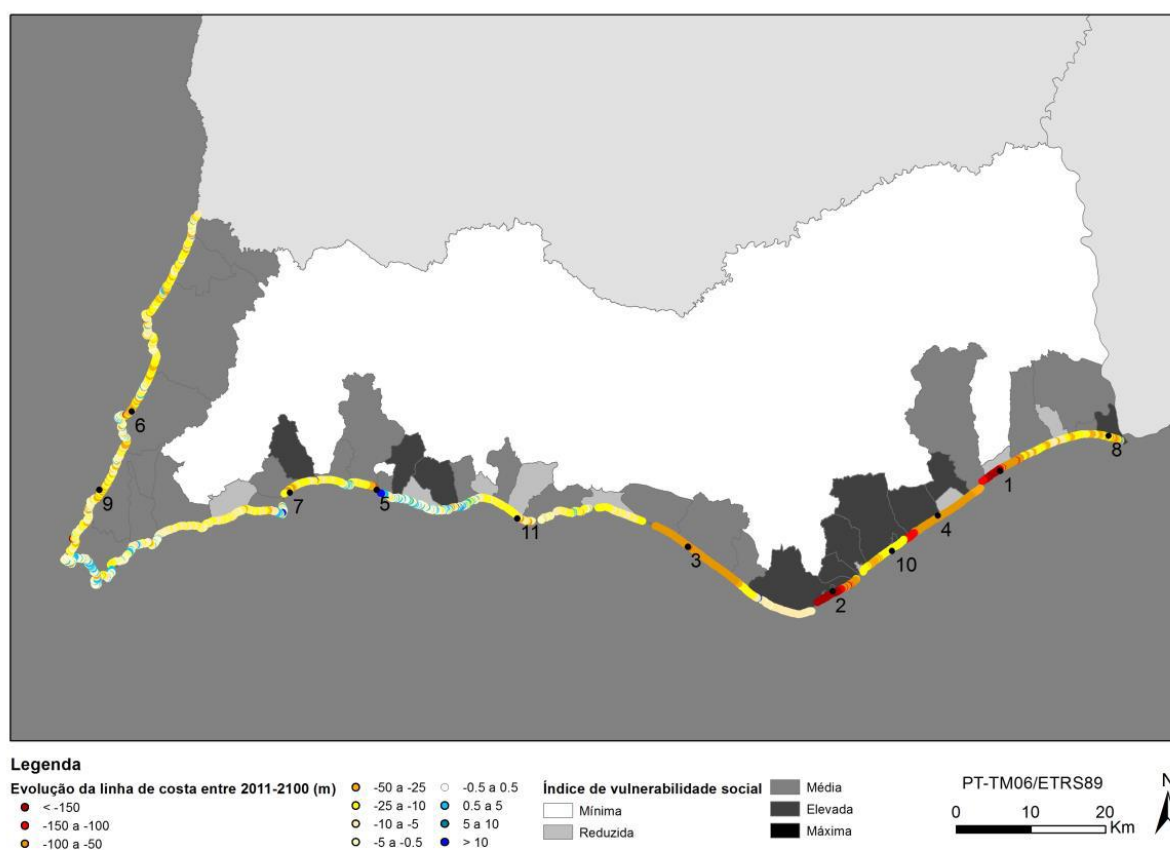 6
9
7
5
11
3
2
10
4
1
8
Legenda
Evolução da linha de costa entre 2011-2100 (m)
< -150
-150 a -100
-100 a -50
-50 a -25
-25 a -10
-10 a -5
-5 a -0.5
-0.5 a 0.5
0.5 a 5
5 a 10
> 10
Índice de vulnerabilidade social
Mínima
Reduzida
Média
Elevada
Máxima
PT-TM06/ETRS89
0 10 20
Km
N